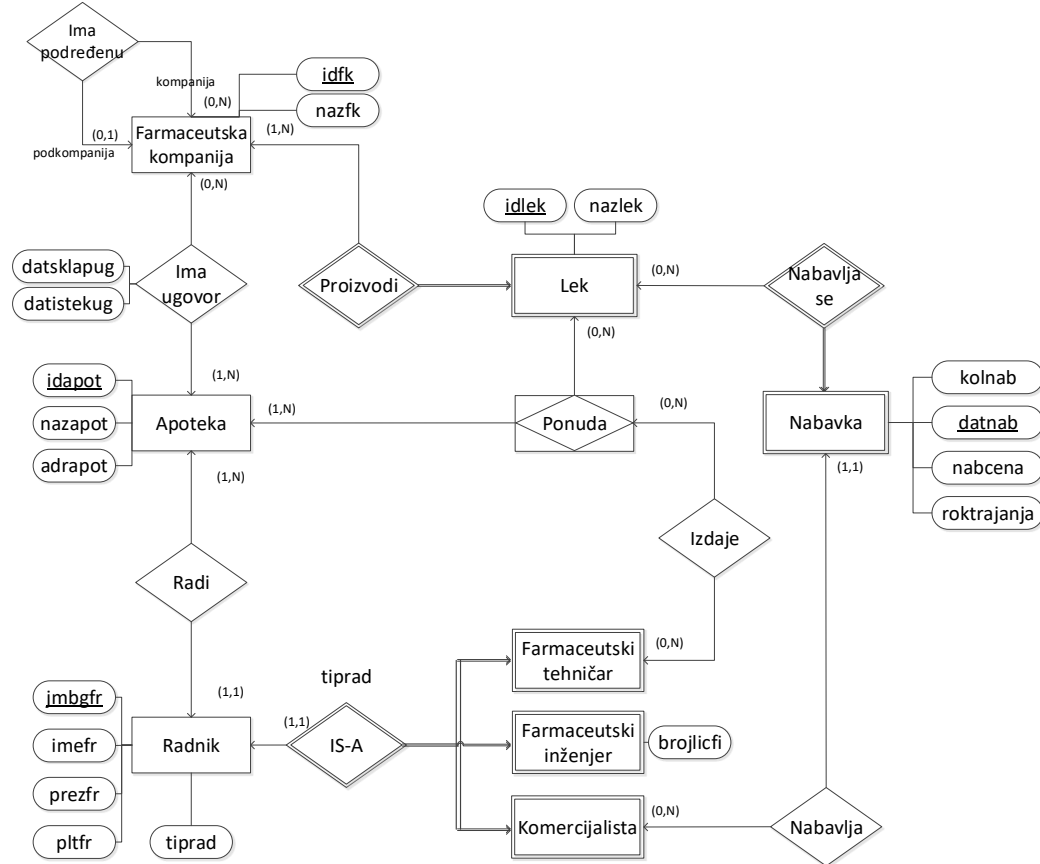 Ima
podređenu
kompanija
(0,N)
idfk
nazfk
(0,1)
podkompanija
Farmaceutska
kompanija
(1,N)
(0,N)
idlek
nazlek
datsklapug
datistekug
Ima
ugovor
Proizvodi
Lek
(0,N)
Nabavlja
se
(0,N)
(1,N)
idapot
nazapot
adrapot
Apoteka
(1,N)
Ponuda
(0,N)
Nabavka
kolnab
datnab
nabcena
roktrajanja
(1,N)
(1,1)
Radi
Izdaje
(1,1)
tiprad
Farmaceutski
tehničar
(0,N)
jmbgfr
imefr
prezfr
pltfr
Radnik
tiprad
(1,1)
IS-A
Farmaceutski
inženjer
brojlicfi
Komercijalista
(0,N)
Nabavlja